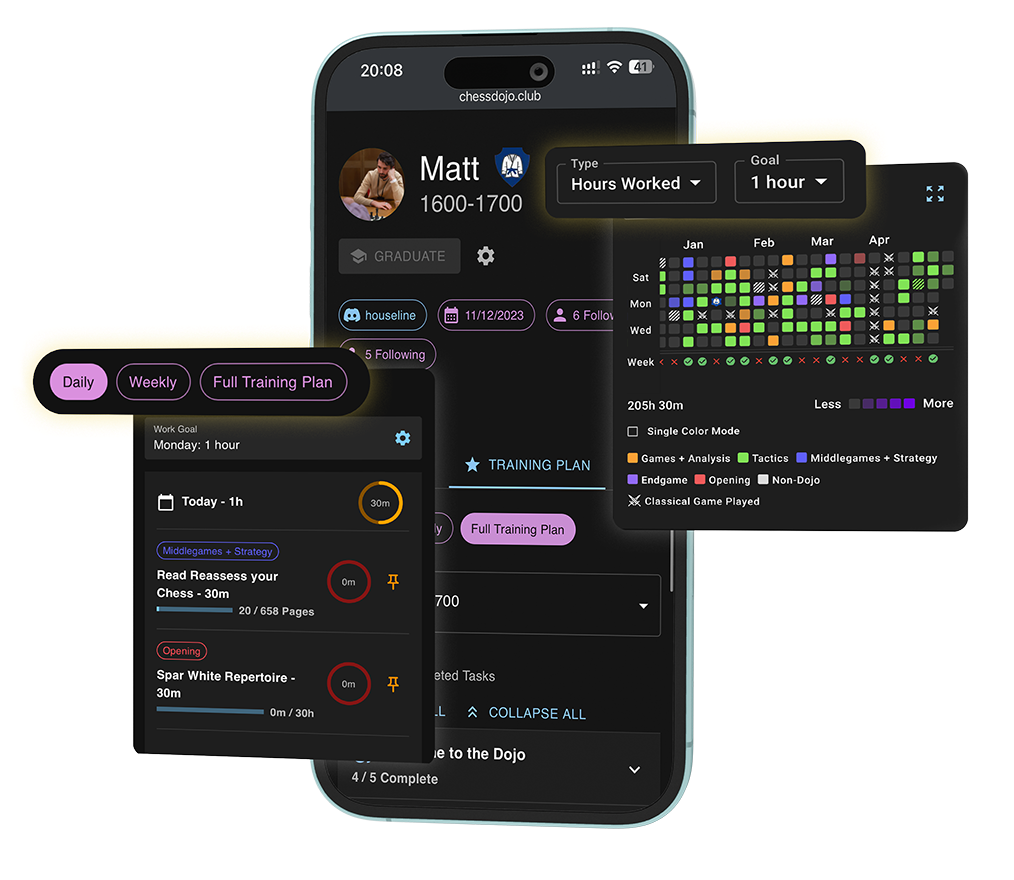 20:08
41
chessdojo.club
Matt
1600-1700
GRADUATE
houseline
11/12/2023
6
5 Following
TRAINING PLAN
Full Training Plan
700
Tasks
COLLAPSE ALL
to the Dojo
4 / 5 Complete
Type
Hours Worked
Goal
1 hour
Jan Feb Mar Apr
Sat
Mon
Wed
Week
205h 30m
Less More
Single Color Mode
Games + Analysis Tactics Middlegames + Strategy
Endgame Opening Non-Dojo
Classical Game Played
Daily Weekly Full Training Plan
Work Goal
Monday: 1 hour
Today - 1h
30m
Middlegames + Strategy
Read Reassess your
Chess - 30m
0m
20 / 658 Pages
Opening
Spar White Repertoire -
30m
0m
0m / 30h